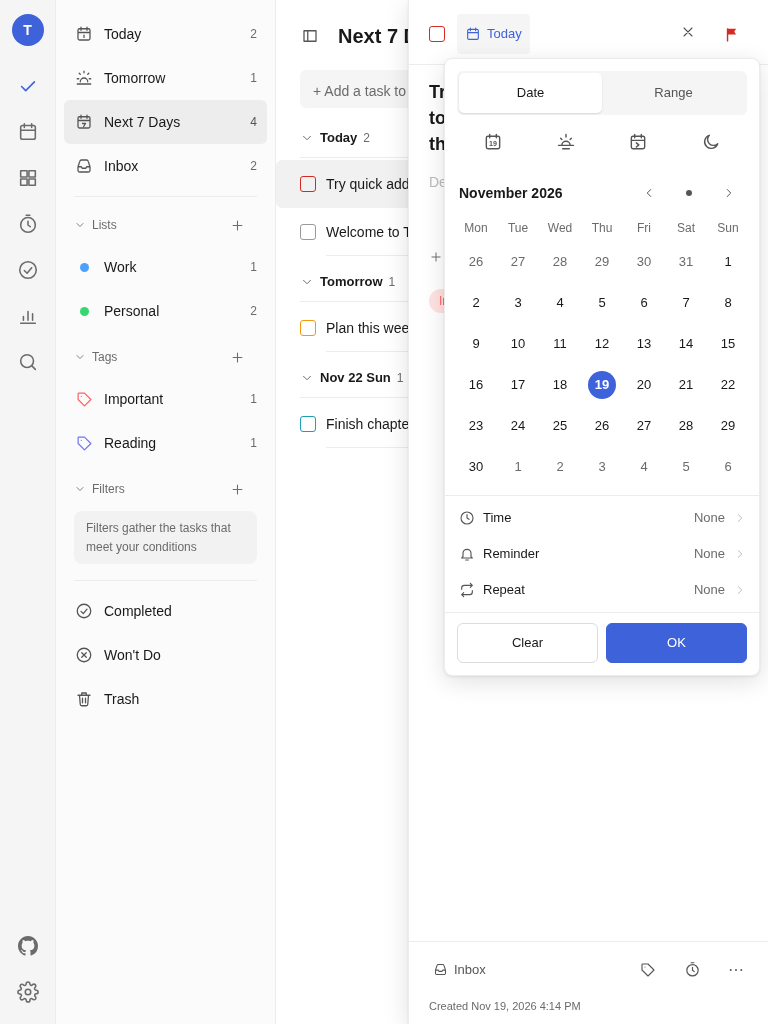 T
Today 2
Tomorrow 1
Next 7 Days 4
Inbox 2
Lists
Work 1
Personal 2
Tags
Important 1
Reading 1
Filters
Filters gather the tasks that
meet your conditions
Completed
Won't Do
Trash
Next 7 D
+ Add a task to
Today 2
Try quick add
Welcome to T
Tomorrow 1
Plan this wee
Nov 22 Sun 1
Finish chapte
Today
Tr
to
th
De
Date Range
19
November 2026
Mon Tue Wed Thu Fri Sat Sun
26 27 28 29 30 31 1
2 3 4 5 6 7 8
9 10 11 12 13 14 15
16 17 18 19 20 21 22
23 24 25 26 27 28 29
30 1 2 3 4 5 6
Time None
Reminder None
Repeat None
Clear OK
Inbox
Created Nov 19, 2026 4:14 PM